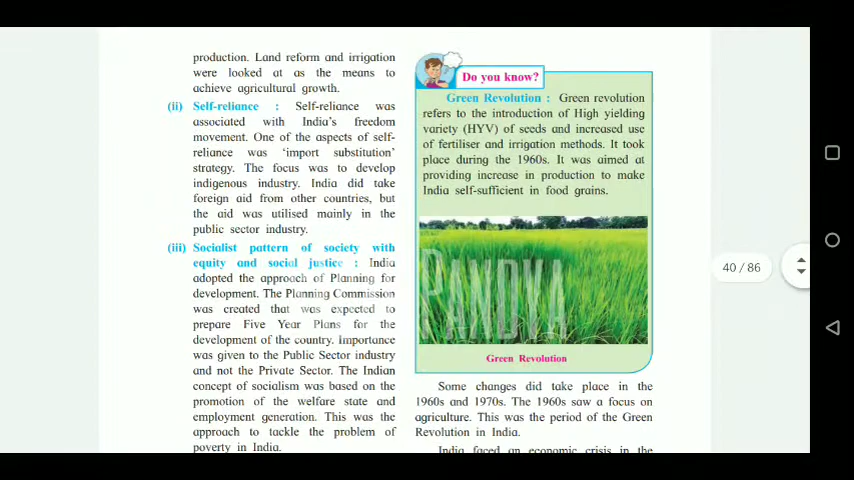 production. Land reform and irrigation
were looked at as the means to
achieve agricultural growth.
(ii) Self-reliance : Self-reliance was
associated with India's freedom
movement. One of the aspects of self-
reliance was 'import substitution'
strategy. The focus was to develop
indigenous industry. India did take
foreign aid from other countries, but
the aid was utilised mainly in the
public sector industry.
(iii) Socialist pattern of society with
equity and social justice : India
adopted the approach of Planning for
development. The Planning Commission
was created that was expected to
prepare Five Year Plans for the
development of the country. Importance
was given to the Public Sector industry
and not the Private Sector. The Indian
concept of socialism was based on the
promotion of the welfare state and
employment generation. This was the
approach to tackle the problem of
poverty in India.
Do you know?
Green Revolution : Green revolution
refers to the introduction of High yielding
variety (HYV) of seeds and increased use
of fertiliser and irrigation methods. It took
place during the 1960s. It was aimed at
providing increase in production to make
India self-sufficient in food grains.
PANDYA
Green Revolution
Some changes did take place in the
1960s and 1970s. The 1960s saw a focus on
agriculture. This was the period of the Green
Revolution in India.
India faced an economic crisis in the
40 / 86